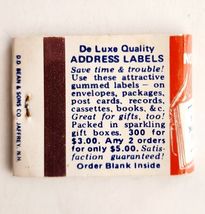 De Luxe Quality
ADDRESS LABELS
Save time & trouble!
Use these attractive
gummed labels – on
envelopes, packages,
post cards, records,
cassettes, books, &c.
Great for gifts, too!
Packed in sparkling
gift boxes. 300 for
$3.00. Any 2 orders
for only $5.00. Satis-
faction guaranteed!
Order Blank Inside
D.D. BEAN & SONS CO. JAFFREY, N.H.